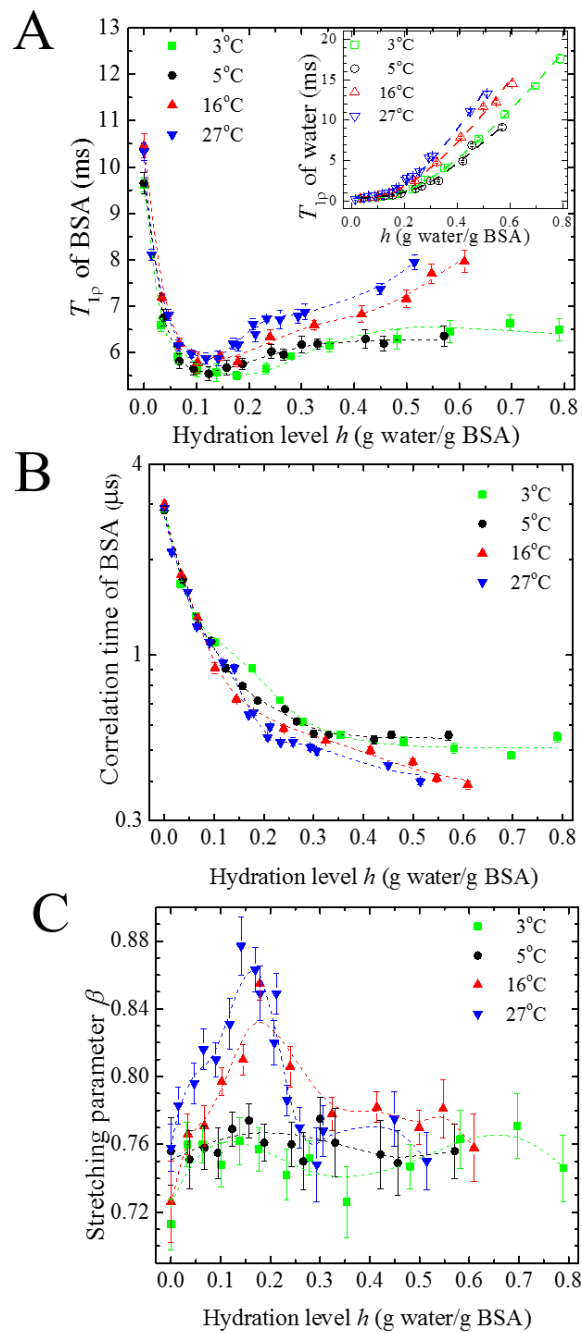 A
T1ρ of BSA (ms)
13
12
11
10
9
8
7
6
3°C
5°C
16°C
27°C
0.0 0.1 0.2 0.3 0.4 0.5 0.6 0.7 0.8
Hydration level h (g water/g BSA)
T1ρ of water (ms)
20
15
10
5
0
3°C
5°C
16°C
27°C
0.0 0.2 0.4 0.6 0.8
h (g water/g BSA)
B
Correlation time of BSA (μs)
4
1
0.3
3°C
5°C
16°C
27°C
0.0 0.1 0.2 0.3 0.4 0.5 0.6 0.7 0.8
Hydration level h (g water/g BSA)
C
Stretching parameter β
0.88
0.84
0.80
0.76
0.72
3°C
5°C
16°C
27°C
0.0 0.1 0.2 0.3 0.4 0.5 0.6 0.7 0.8
Hydration level h (g water/g BSA)